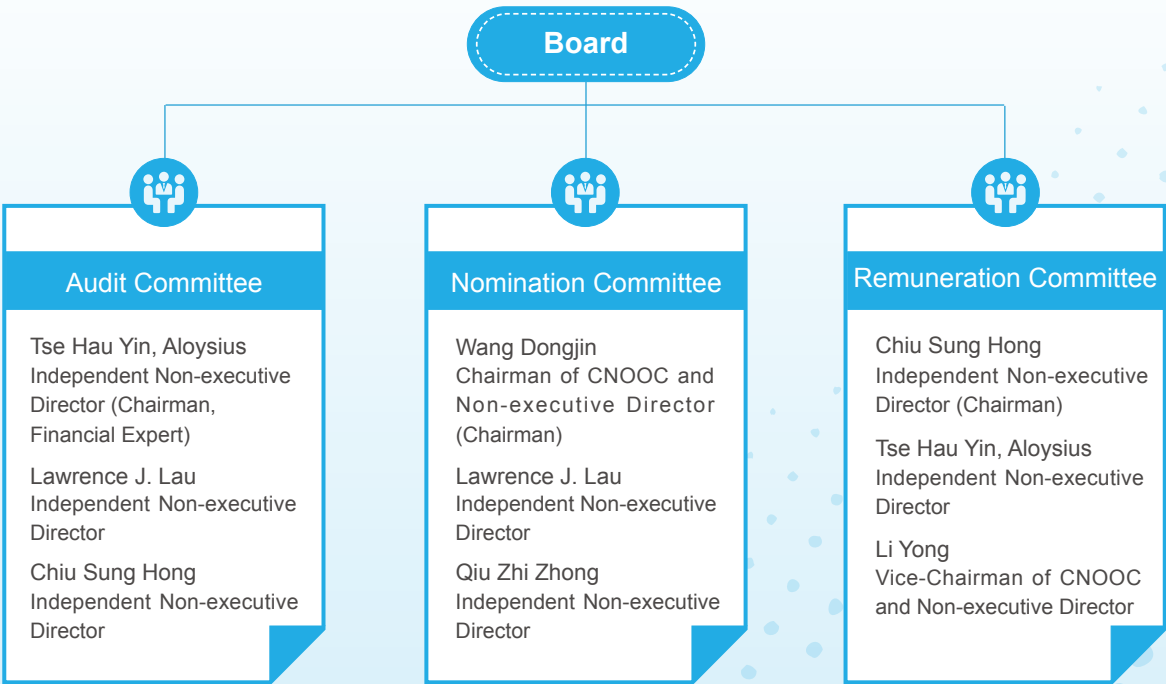 Board
Audit Committee
Tse Hau Yin, Aloysius
Independent Non-executive
Director (Chairman,
Financial Expert)
Lawrence J. Lau
Independent Non-executive
Director
Chiu Sung Hong
Independent Non-executive
Director
Nomination Committee
Wang Dongjin
Chairman of CNOOC and
Non-executive Director
(Chairman)
Lawrence J. Lau
Independent Non-executive
Director
Qiu Zhi Zhong
Independent Non-executive
Director
Remuneration Committee
Chiu Sung Hong
Independent Non-executive
Director (Chairman)
Tse Hau Yin, Aloysius
Independent Non-executive
Director
Li Yong
Vice-Chairman of CNOOC
and Non-executive Director